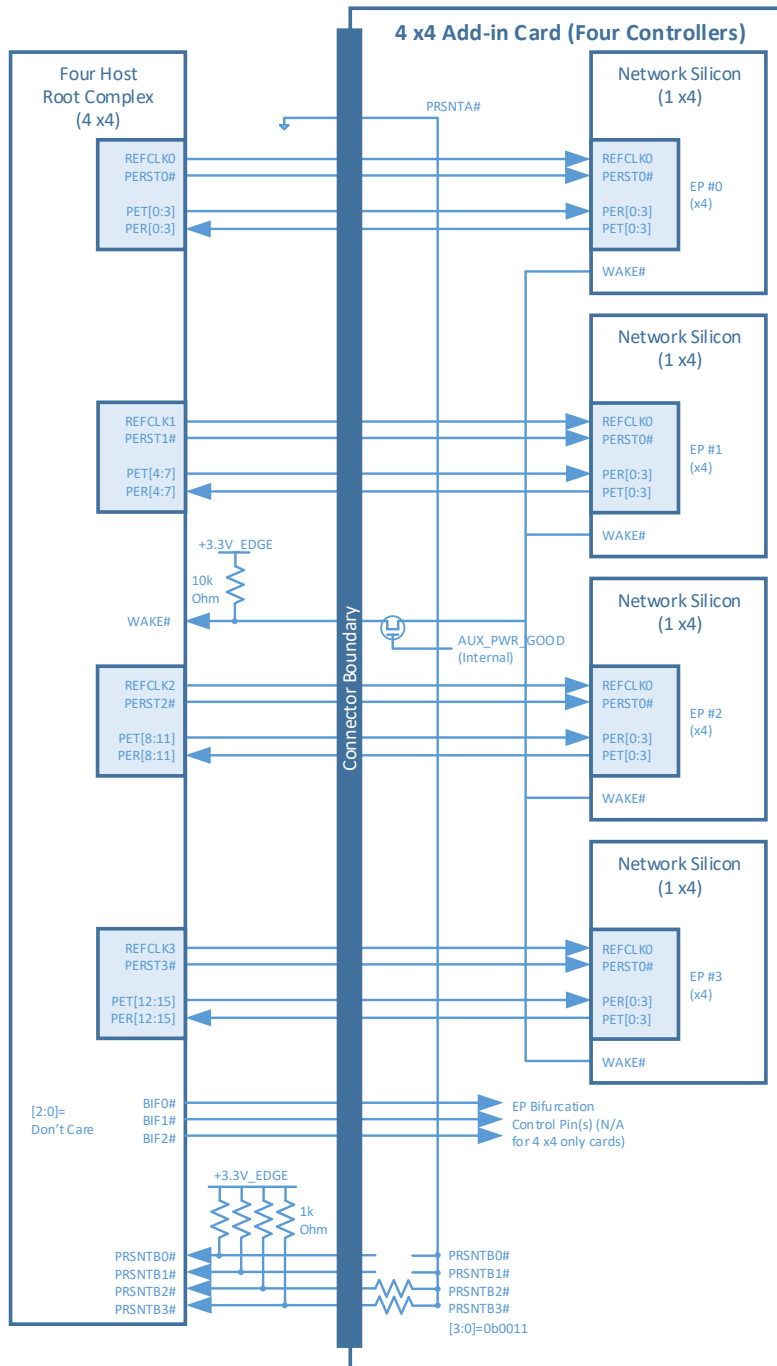 4 x4 Add-in Card (Four Controllers)
Four Host
Root Complex
(4 x4)
Network Silicon
(1 x4)
PRSNTA#
REFCLK0
PERST0#
PET[0:3]
PER[0:3]
REFCLK0
PERST0#
PER[0:3]
PET[0:3]
EP #0
(x4)
WAKE#
Network Silicon
(1 x4)
REFCLK1
PERST1#
PET[4:7]
PER[4:7]
REFCLK0
PERST0#
PER[0:3]
PET[0:3]
EP #1
(x4)
WAKE#
+3.3V_EDGE
10k
Ohm
WAKE#
Connector Boundary
AUX_PWR_GOOD
(Internal)
Network Silicon
(1 x4)
REFCLK2
PERST2#
PET[8:11]
PER[8:11]
REFCLK0
PERST0#
PER[0:3]
PET[0:3]
EP #2
(x4)
WAKE#
Network Silicon
(1 x4)
REFCLK3
PERST3#
PET[12:15]
PER[12:15]
REFCLK0
PERST0#
PER[0:3]
PET[0:3]
EP #3
(x4)
WAKE#
[2:0]=
Don't Care
BIF0#
BIF1#
BIF2#
EP Bifurcation
Control Pin(s) (N/A
for 4 x4 only cards)
+3.3V_EDGE
1k
Ohm
PRSNTB0#
PRSNTB1#
PRSNTB2#
PRSNTB3#
PRSNTB0#
PRSNTB1#
PRSNTB2#
PRSNTB3#
[3:0]=0b0011